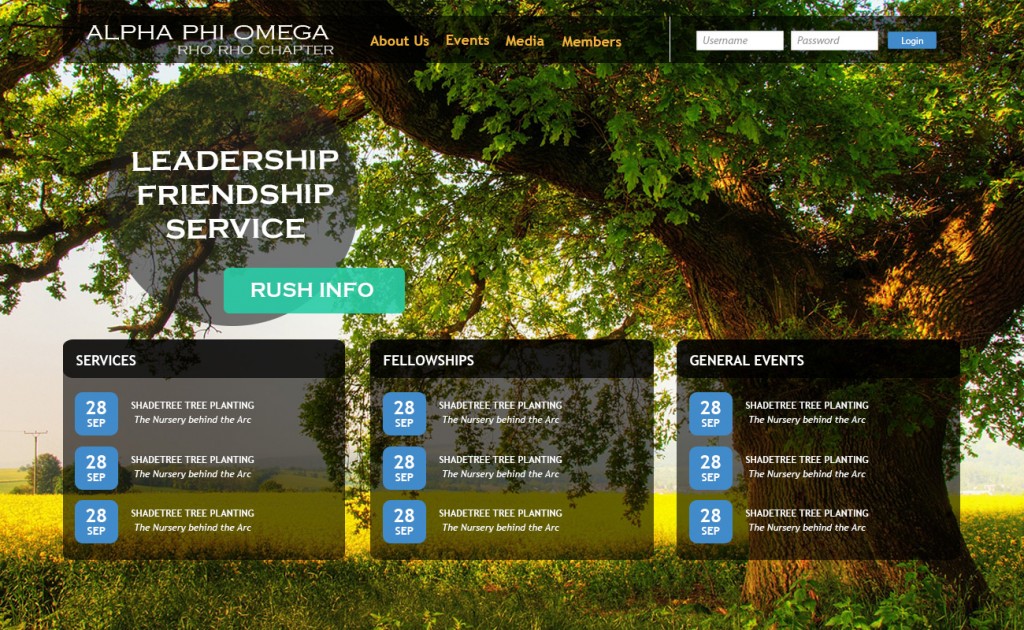 ALPHA PHI OMEGA
RHO RHO CHAPTER
About Us
Events
Media
Members
Username
Password
Login
LEADERSHIP
FRIENDSHIP
SERVICE
RUSH INFO
SERVICES
28 SEP
SHADETREE TREE PLANTING
The Nursery behind the Arc
28 SEP
SHADETREE TREE PLANTING
The Nursery behind the Arc
28 SEP
SHADETREE TREE PLANTING
The Nursery behind the Arc
FELLOWSHIPS
28 SEP
SHADETREE TREE PLANTING
The Nursery behind the Arc
28 SEP
SHADETREE TREE PLANTING
The Nursery behind the Arc
28 SEP
SHADETREE TREE PLANTING
The Nursery behind the Arc
GENERAL EVENTS
28 SEP
SHADETREE TREE PLANTING
The Nursery behind the Arc
28 SEP
SHADETREE TREE PLANTING
The Nursery behind the Arc
28 SEP
SHADETREE TREE PLANTING
The Nursery behind the Arc